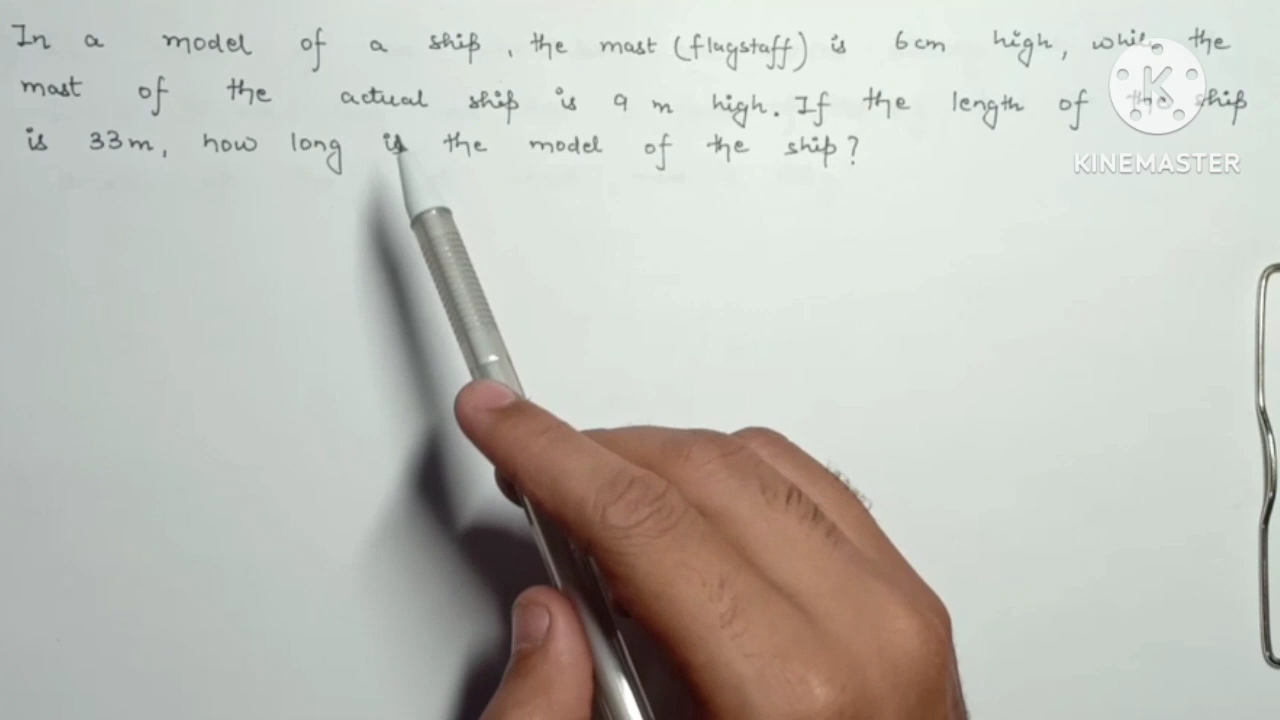 In a model of a ship, the mast (flagstaff) is 6cm high, while the
mast of the actual ship is 9 m high. If the length of the ship
is 33m, how long is the model of the ship?
K
KINEMASTER